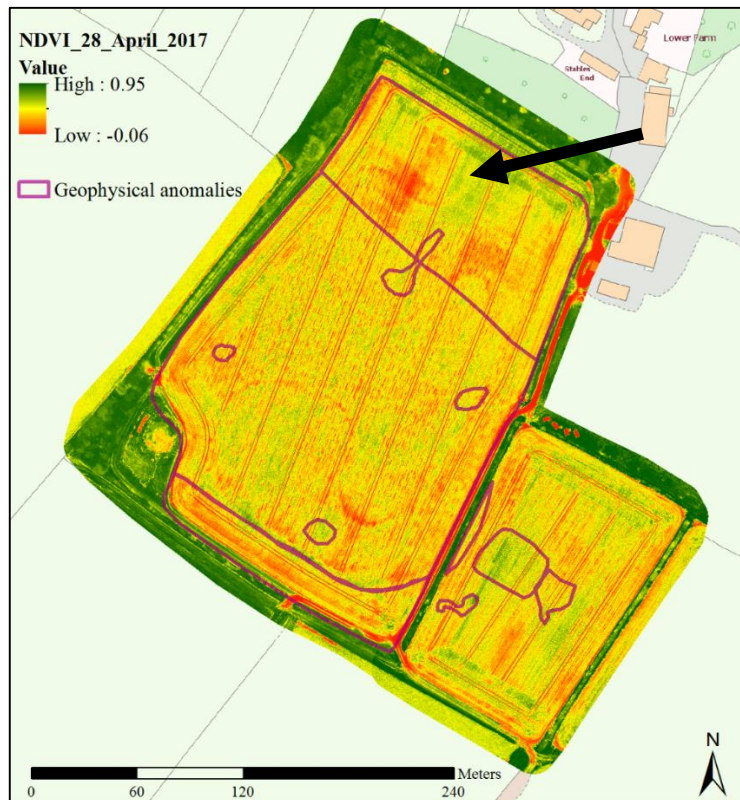 NDVI_28_April_2017
Value
High : 0.95
Low : -0.06
Geophysical anomalies
Lower Farm
Stables
End
N
Meters
0 60 120 240